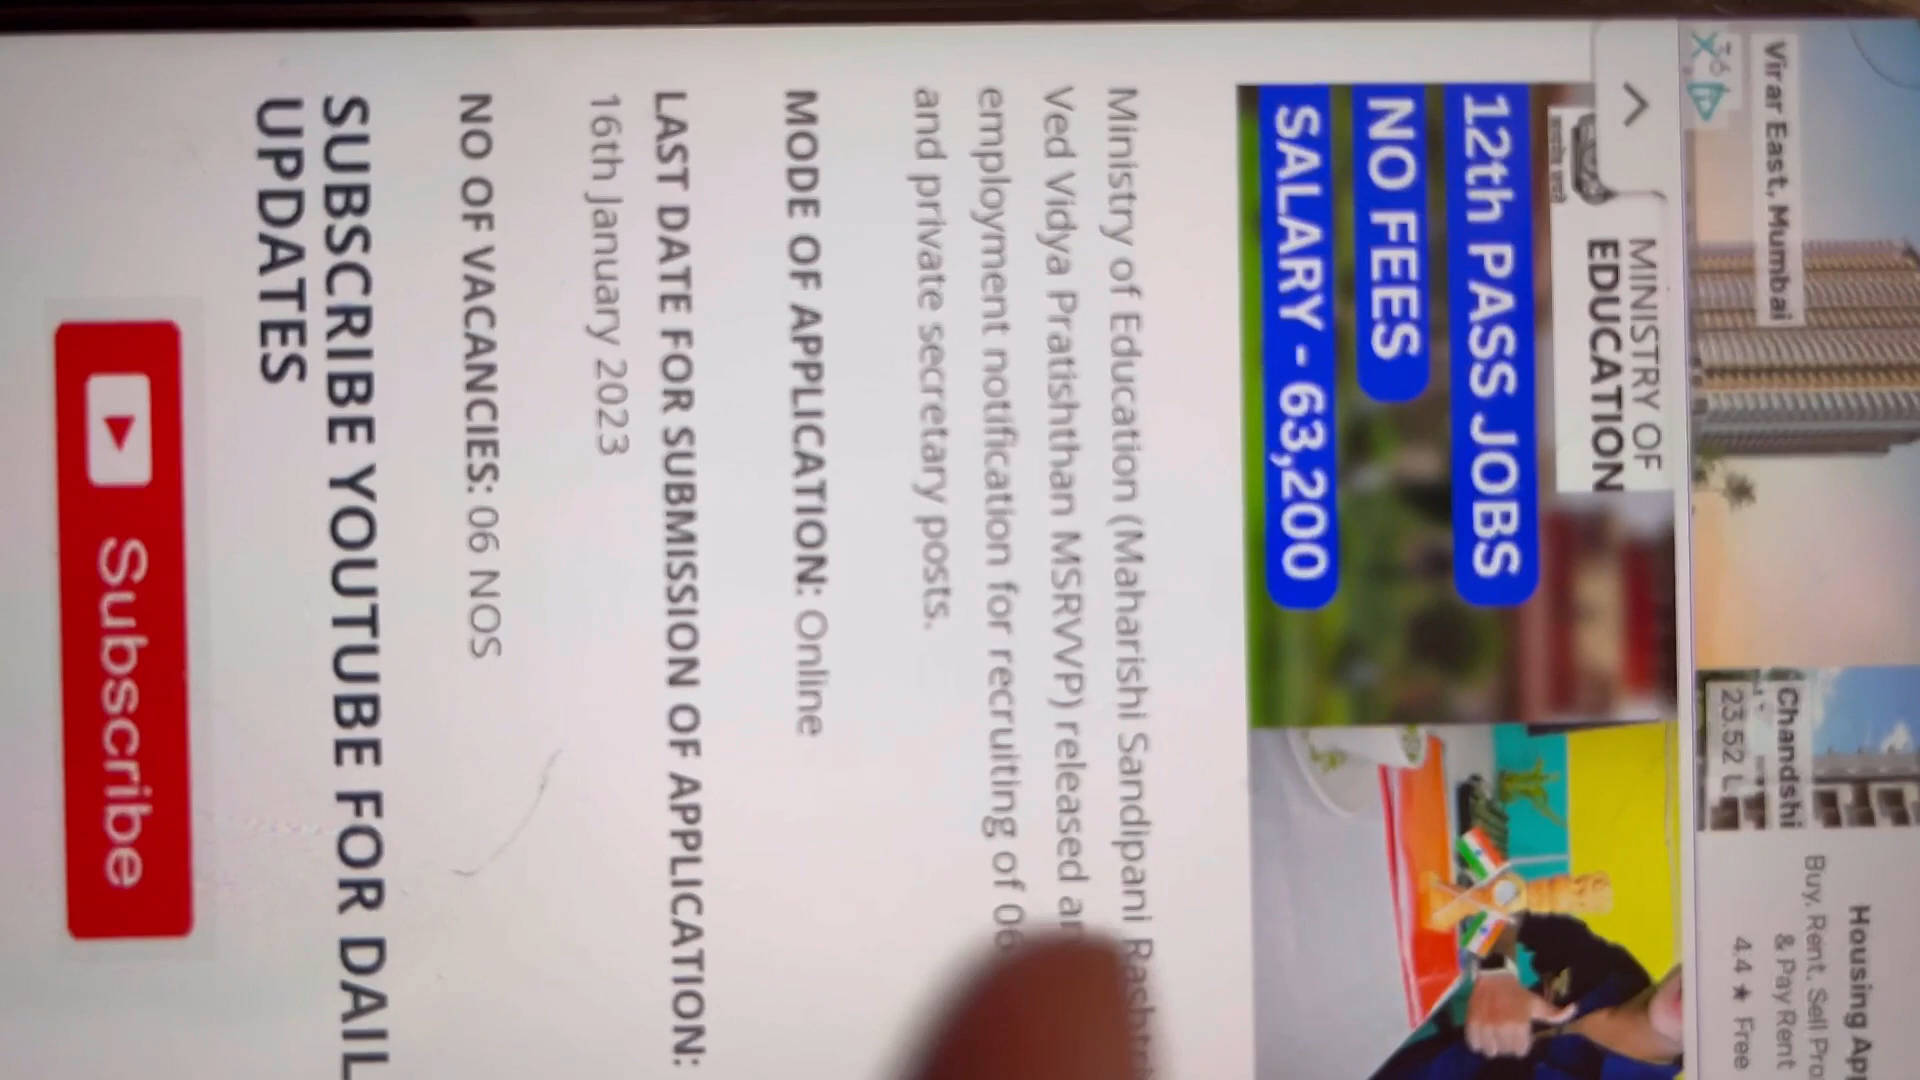 Virar East, Mumbai
Chandshi
23.52 L
Housing
Buy, Rent, Sell
& Pay Rent
4.4 ★ Free
MINISTRY OF
EDUCATION
12th PASS JOBS
NO FEES
SALARY - 63,200
Ministry of Education (Maharishi Sandipani
Ved Vidya Pratishthan MSRVVP) released
employment notification for recruiting of 06
and private secretary posts.
MODE OF APPLICATION: Online
LAST DATE FOR SUBMISSION OF APPLICATION:
16th January 2023
NO OF VACANCIES: 06 NOS
SUBSCRIBE YOUTUBE FOR DAIL
UPDATES
Subscribe